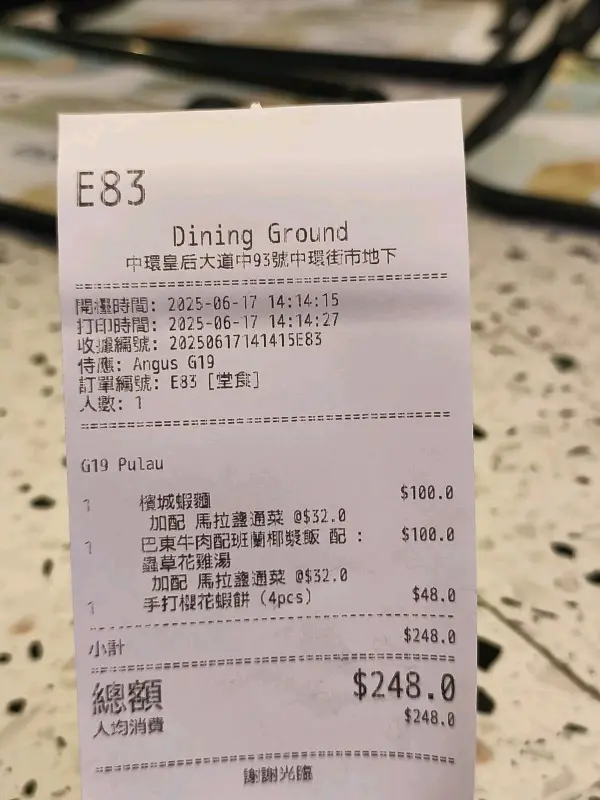 E83
Dining Ground
中環皇后大道中93號中環街市地下
開檯時間: 2025-06-17 14:14:15
打印時間: 2025-06-17 14:14:27
收據編號: 20250617141415E83
侍應: Angus G19
訂單編號: E83 [堂食]
人數: 1
G19 Pulau
1 檳城蝦麵 $100.0
加配 馬拉盞通菜 @$32.0
1 巴東牛肉配班蘭椰漿飯 配 : $100.0
蟲草花雞湯
加配 馬拉盞通菜 @$32.0
1 手打櫻花蝦餅 (4pcs) $48.0
小計 $248.0
總額 $248.0
人均消費 $248.0
謝謝光臨